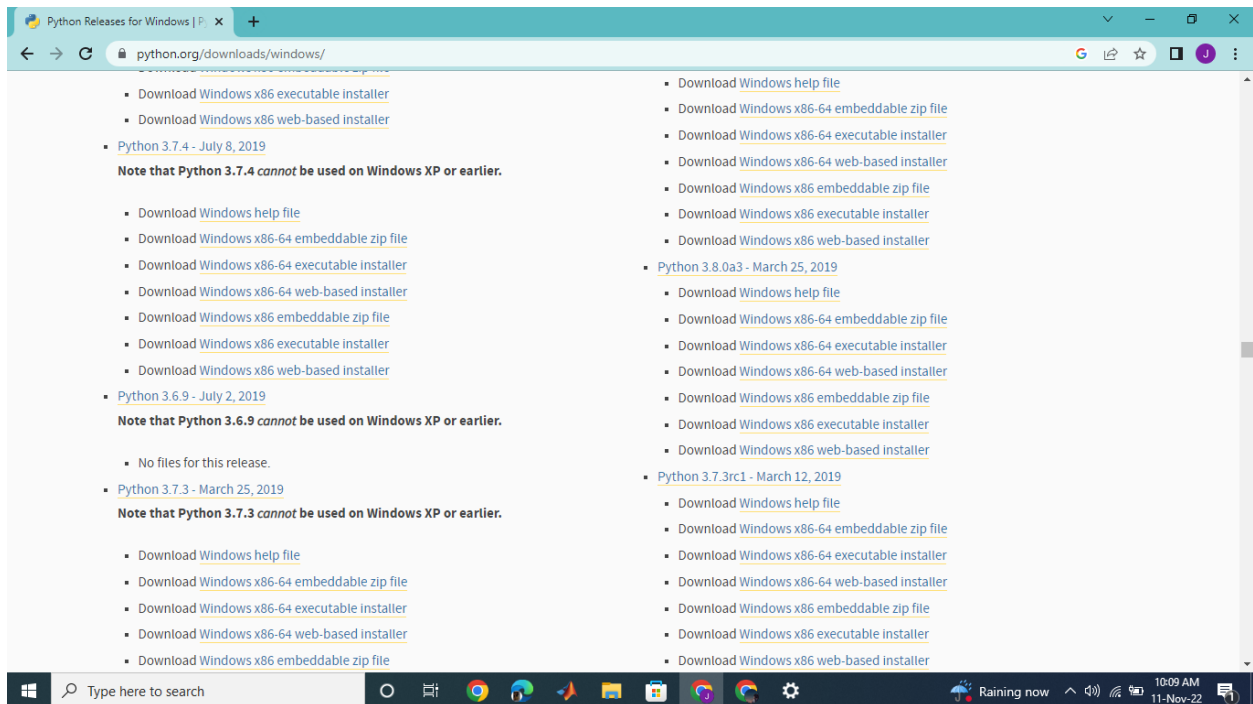 Python Releases for Windows | Py
python.org/downloads/windows/
Download Windows x86 embeddable zip file
Download Windows x86 executable installer
Download Windows x86 web-based installer
Python 3.7.4 - July 8, 2019
Note that Python 3.7.4 cannot be used on Windows XP or earlier.
Download Windows help file
Download Windows x86-64 embeddable zip file
Download Windows x86-64 executable installer
Download Windows x86-64 web-based installer
Download Windows x86 embeddable zip file
Download Windows x86 executable installer
Download Windows x86 web-based installer
Python 3.6.9 - July 2, 2019
Note that Python 3.6.9 cannot be used on Windows XP or earlier.
No files for this release.
Python 3.7.3 - March 25, 2019
Note that Python 3.7.3 cannot be used on Windows XP or earlier.
Download Windows help file
Download Windows x86-64 embeddable zip file
Download Windows x86-64 executable installer
Download Windows x86-64 web-based installer
Download Windows x86 embeddable zip file
Download Windows help file
Download Windows x86-64 embeddable zip file
Download Windows x86-64 executable installer
Download Windows x86-64 web-based installer
Download Windows x86 embeddable zip file
Download Windows x86 executable installer
Download Windows x86 web-based installer
Python 3.8.0a3 - March 25, 2019
Download Windows help file
Download Windows x86-64 embeddable zip file
Download Windows x86-64 executable installer
Download Windows x86-64 web-based installer
Download Windows x86 embeddable zip file
Download Windows x86 executable installer
Download Windows x86 web-based installer
Python 3.7.3rc1 - March 12, 2019
Download Windows help file
Download Windows x86-64 embeddable zip file
Download Windows x86-64 executable installer
Download Windows x86-64 web-based installer
Download Windows x86 embeddable zip file
Download Windows x86 executable installer
Download Windows x86 web-based installer
Type here to search
Raining now
10:09 AM
11-Nov-22